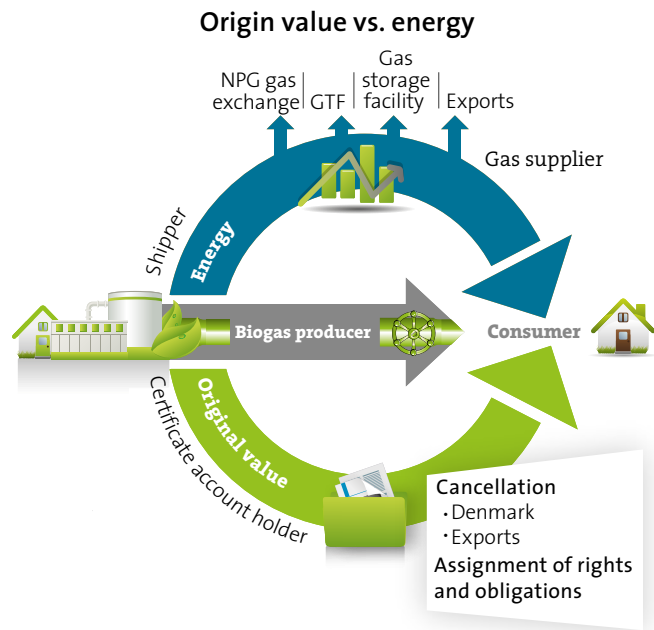 Origin value vs. energy
NPG gas
exchange
GTF
Gas
storage
facility
Exports
Gas supplier
Shipper
Energy
Biogas producer
Consumer
Original value
Certificate account holder
Cancellation
· Denmark
· Exports
Assignment of rights
and obligations